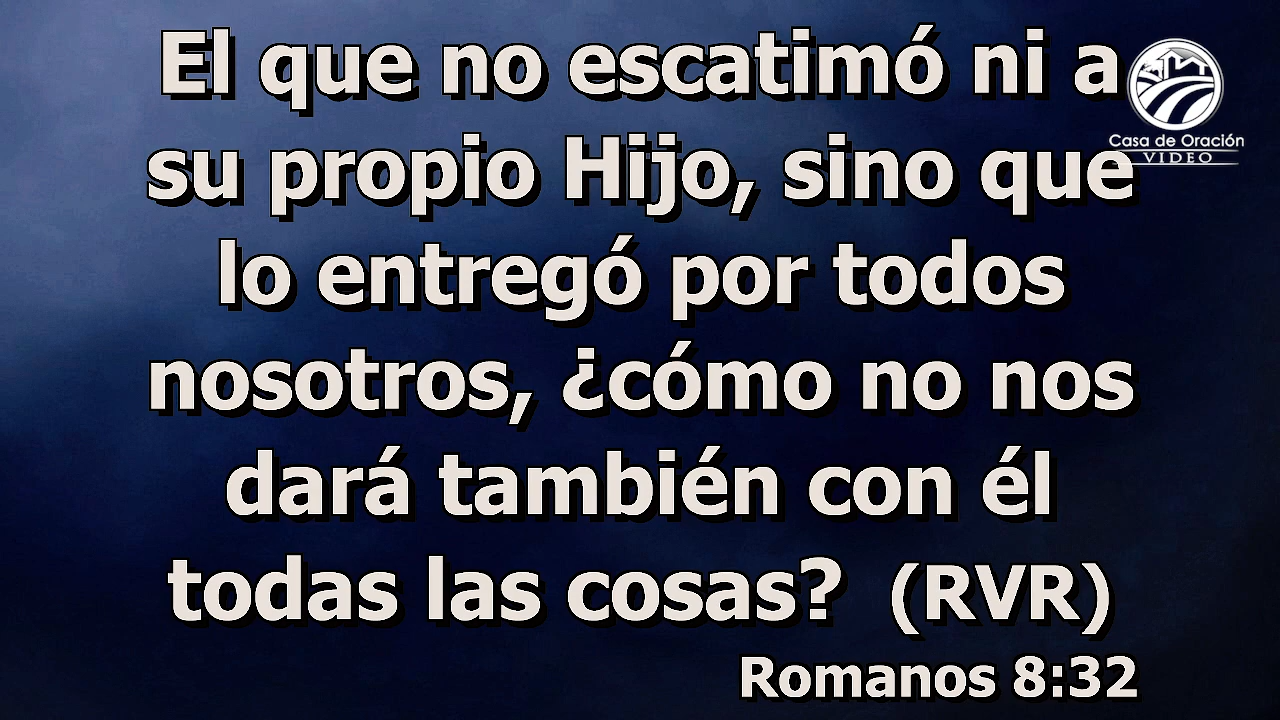 El que no escatimó ni a
su propio Hijo, sino que
lo entregó por todos
nosotros, ¿cómo no nos
dará también con él
todas las cosas? (RVR)
Romanos 8:32
Casa de Oración
VIDEO